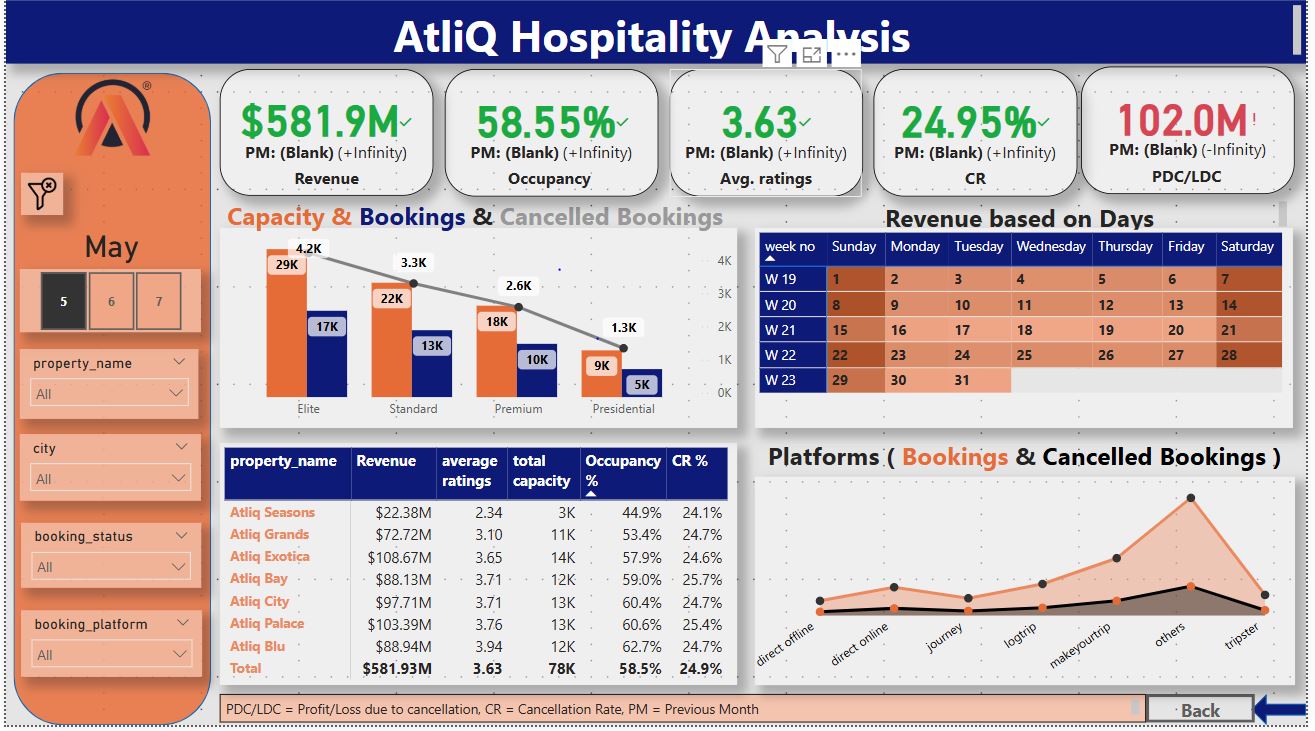 AtliQ Hospitality Analysis
®
$581.9M
PM: (Blank) (+Infinity)
Revenue
58.55%
PM: (Blank) (+Infinity)
Occupancy
3.63
PM: (Blank) (+Infinity)
Avg. ratings
24.95%
PM: (Blank) (+Infinity)
CR
102.0M!
PM: (Blank) (-Infinity)
PDC/LDC
May
5 6 7
property_name
All
city
All
booking_status
All
booking_platform
All
Capacity & Bookings & Cancelled Bookings
4.2K
29K
17K
3.3K
22K
13K
2.6K
18K
10K
1.3K
9K
5K
4K
3K
2K
1K
0K
Elite Standard Premium Presidential
Revenue based on Days
week no Sunday Monday Tuesday Wednesday Thursday Friday Saturday
W 19 1 2 3 4 5 6 7
W 20 8 9 10 11 12 13 14
W 21 15 16 17 18 19 20 21
W 22 22 23 24 25 26 27 28
W 23 29 30 31
property_name Revenue average ratings total capacity Occupancy % CR %
Atliq Seasons $22.38M 2.34 3K 44.9% 24.1%
Atliq Grands $72.72M 3.10 11K 53.4% 24.7%
Atliq Exotica $108.67M 3.65 14K 57.9% 24.6%
Atliq Bay $88.13M 3.71 12K 59.0% 25.7%
Atliq City $97.71M 3.71 13K 60.4% 24.7%
Atliq Palace $103.39M 3.76 13K 60.6% 25.4%
Atliq Blu $88.94M 3.94 12K 62.7% 24.7%
Total $581.93M 3.63 78K 58.5% 24.9%
Platforms ( Bookings & Cancelled Bookings )
direct offline
direct online
journey
logtrip
makeyourtrip
others
tripster
PDC/LDC = Profit/Loss due to cancellation, CR = Cancellation Rate, PM = Previous Month
Back